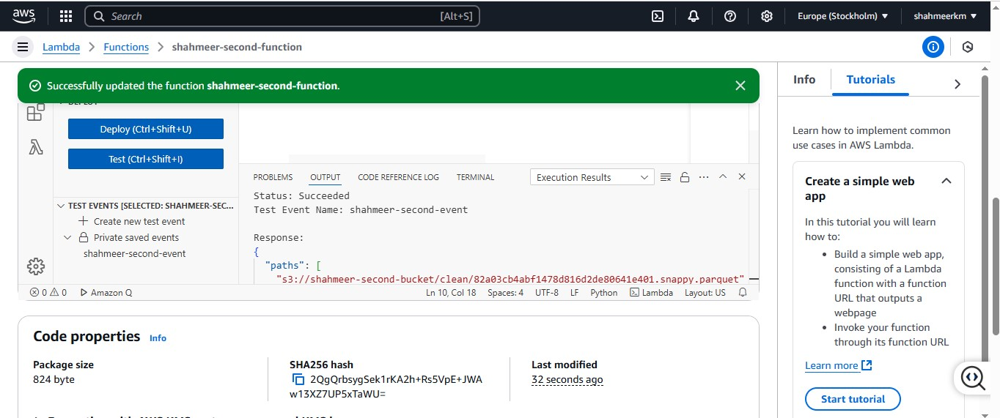 aws
Search [Alt+S]
Europe (Stockholm)
shahmeerkm
Lambda
Functions
shahmeer-second-function
Successfully updated the function shahmeer-second-function.
Deploy (Ctrl+Shift+U)
Test (Ctrl+Shift+I)
TEST EVENTS [SELECTED: SHAHMEER-SEC...
Create new test event
Private saved events
shahmeer-second-event
PROBLEMS
OUTPUT
CODE REFERENCE LOG
TERMINAL
Execution Results
Status: Succeeded
Test Event Name: shahmeer-second-event
Response:
{
"paths": [
"s3://shahmeer-second-bucket/clean/82a03cb4abf1478d816d2de80641e401.snappy.parquet"
0 0 Amazon Q
Ln 10, Col 18 Spaces: 4 UTF-8 LF Python Lambda Layout: US
Code properties Info
Package size
824 byte
SHA256 hash
2QgQrbsygSek1rKA2h+Rs5VpE+JWA
w13XZ7UP5xTaWU=
Last modified
32 seconds ago
Info
Tutorials
Learn how to implement common
use cases in AWS Lambda.
Create a simple web
app
In this tutorial you will learn
how to:
• Build a simple web app,
consisting of a Lambda
function with a function
URL that outputs a
webpage
• Invoke your function
through its function URL
Learn more
Start tutorial